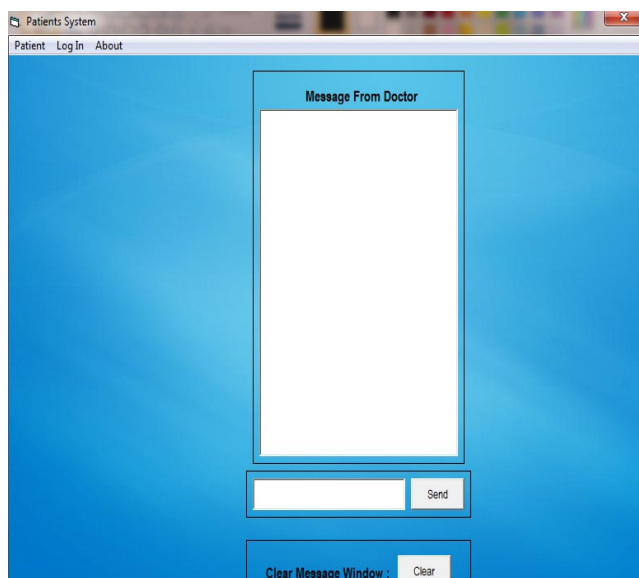 Patients System
Patient Log In About
Message From Doctor
Send
Clear Message Window : Clear